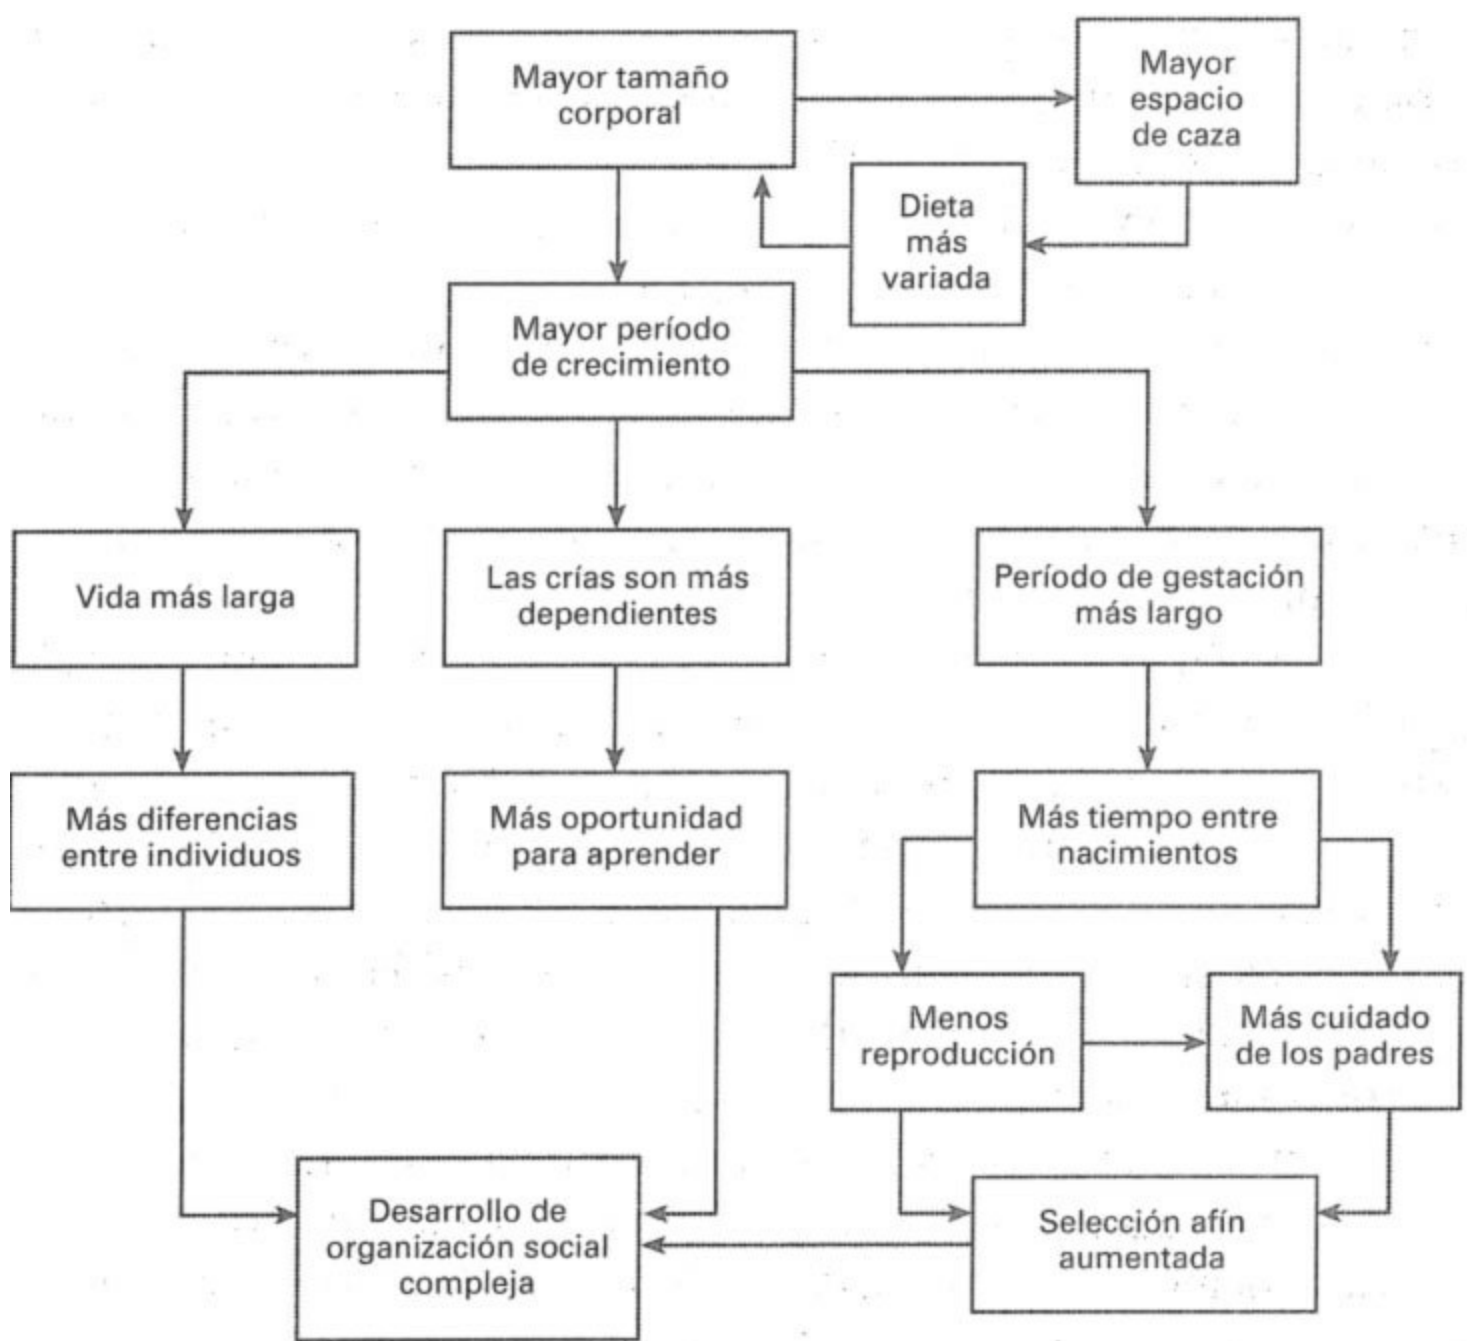 Mayor tamaño
corporal
Mayor
espacio
de caza
Dieta
más
variada
Mayor período
de crecimiento
Vida más larga
Las crías son más
dependientes
Período de gestación
más largo
Más diferencias
entre individuos
Más oportunidad
para aprender
Más tiempo entre
nacimientos
Menos
reproducción
Más cuidado
de los padres
Desarrollo de
organización social
compleja
Selección afín
aumentada